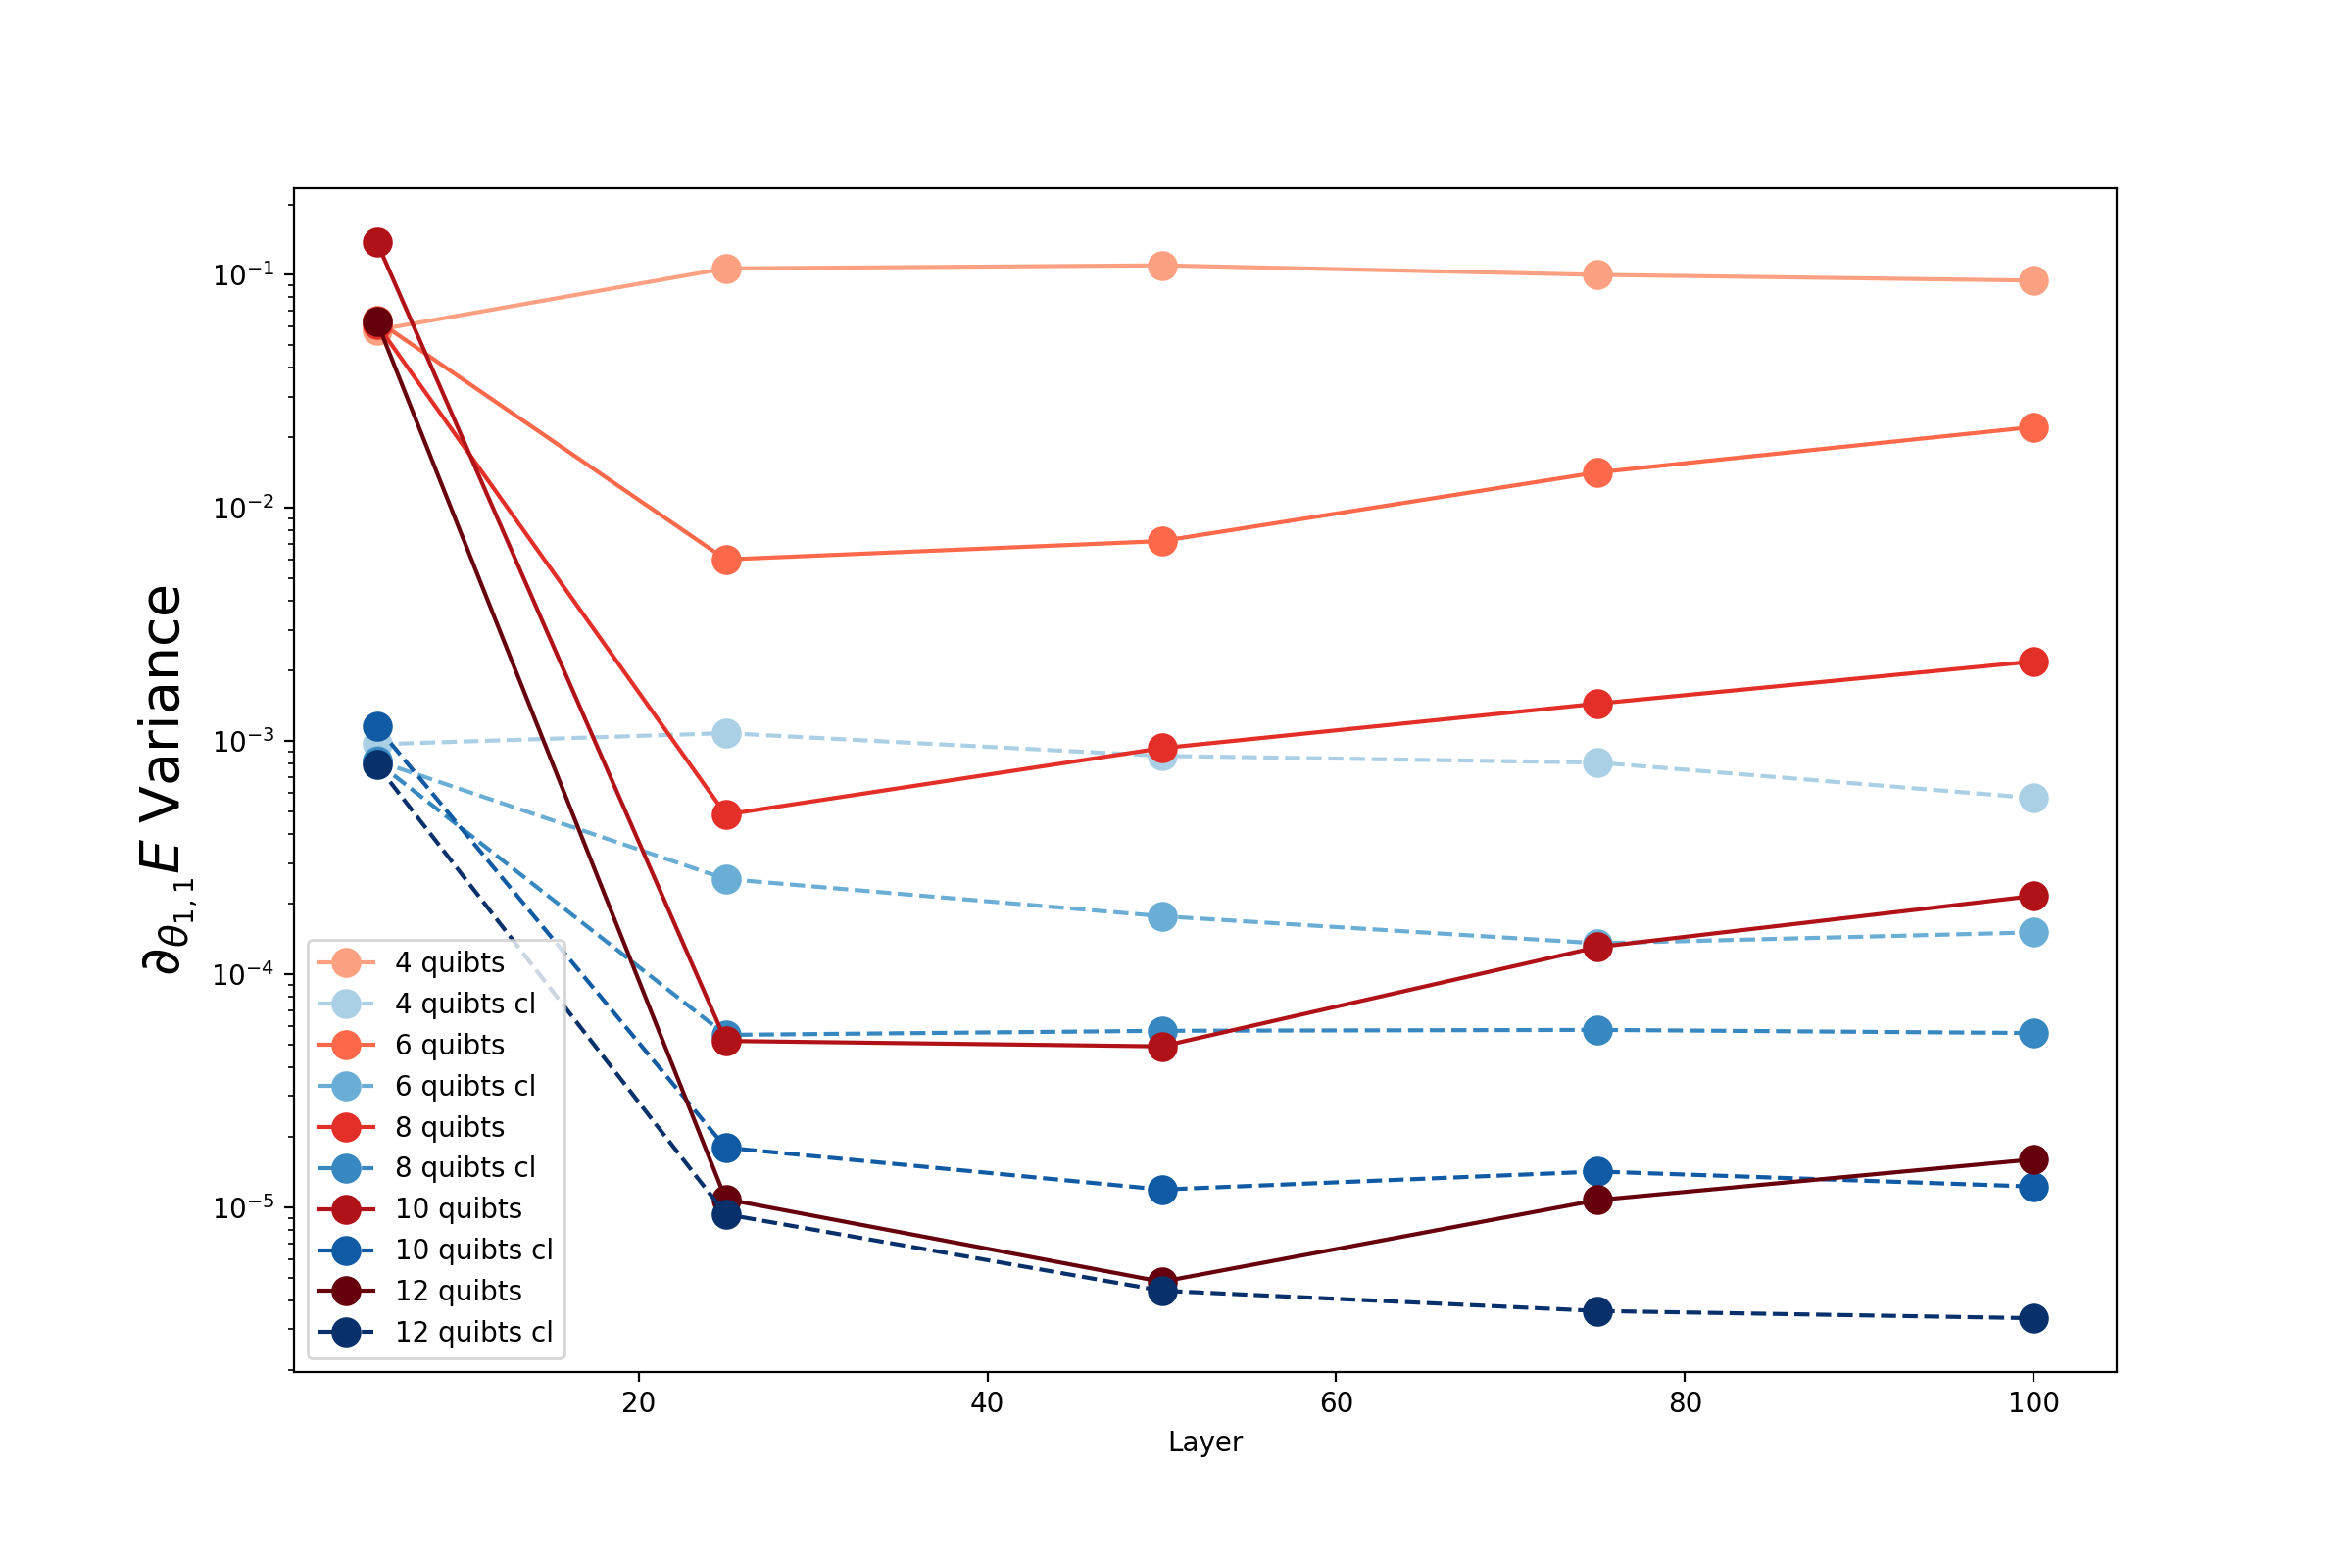 ∂θ1,1E Variance
10−1
10−2
10−3
10−4
10−5
4 quibts
4 quibts cl
6 quibts
6 quibts cl
8 quibts
8 quibts cl
10 quibts
10 quibts cl
12 quibts
12 quibts cl
20 40 60 80 100
Layer